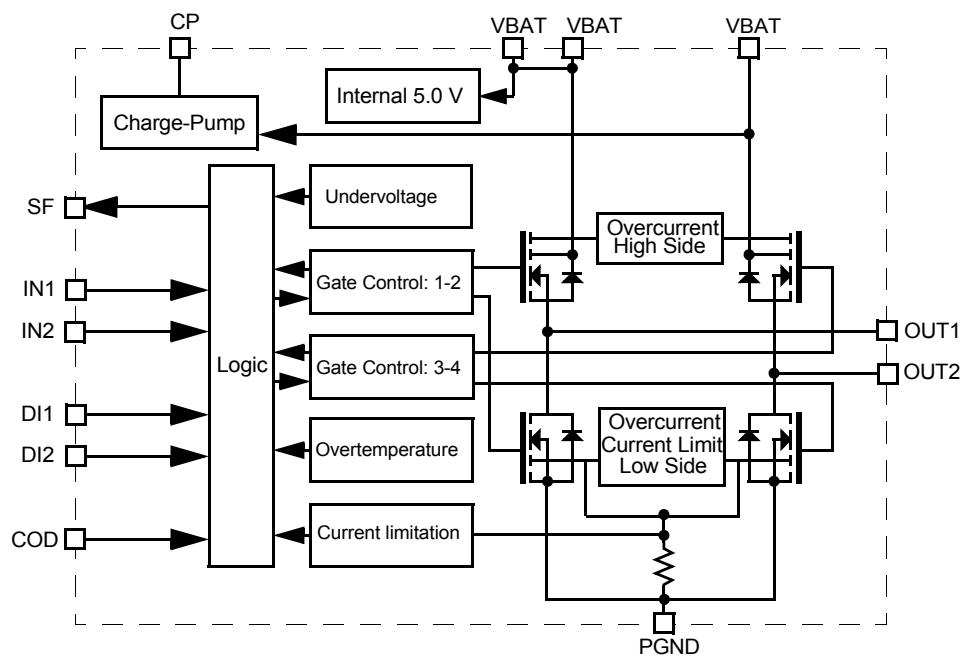 CP
VBAT
VBAT
VBAT
Internal 5.0 V
Charge-Pump
SF
Undervoltage
Overcurrent
High Side
IN1
Gate Control: 1-2
IN2
OUT1
Logic
Gate Control: 3-4
OUT2
DI1
Overcurrent
Current Limit
Low Side
DI2
Overtemperature
COD
Current limitation
PGND